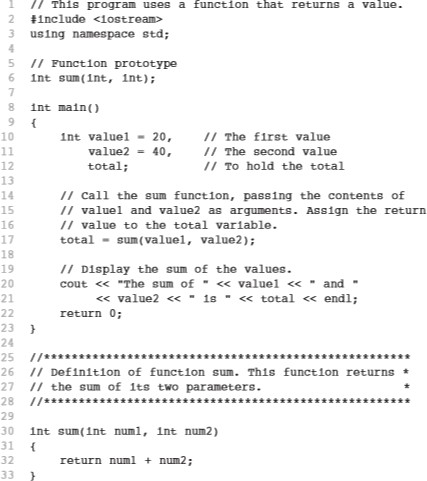 1 // This program uses a function that returns a value.
2 #include <iostream>
3 using namespace std;
4
5 // Function prototype
6 int sum(int, int);
7
8 int main()
9 {
10 int value1 = 20, // The first value
11 value2 = 40, // The second value
12 total; // To hold the total
13
14 // Call the sum function, passing the contents of
15 // value1 and value2 as arguments. Assign the return
16 // value to the total variable.
17 total = sum(value1, value2);
18
19 // Display the sum of the values.
20 cout << "The sum of " << value1 << " and "
21 << value2 << " is " << total << endl;
22 return 0;
23 }
24
25 //*****************************************************
26 // Definition of function sum. This function returns *
27 // the sum of its two parameters. *
28 //*****************************************************
29
30 int sum(int num1, int num2)
31 {
32 return num1 + num2;
33 }